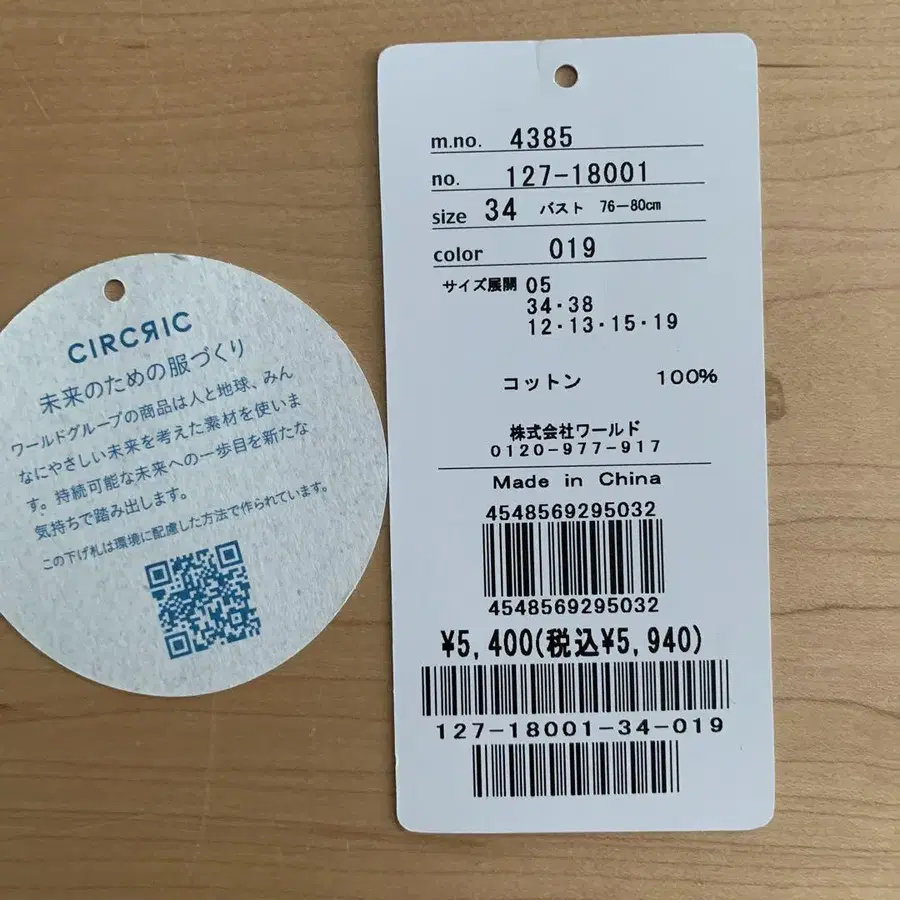 CIRCЯIC
未来のための服づくり
ワールドグループの商品は人と地球、みん
なにやさしい未来を考えた素材を使いま
す。持続可能な未来への一歩目を新たな
気持ちで踏み出します。
この下げ札は環境に配慮した方法で作られています。
m.no. 4385
no. 127-18001
size 34 バスト 76-80㎝
color 019
サイズ展開 05
34・38
12・13・15・19
コットン 100%
株式会社ワールド
0120-977-917
Made in China
4548569295032
4548569295032
¥5,400(税込¥5,940)
127-18001-34-019